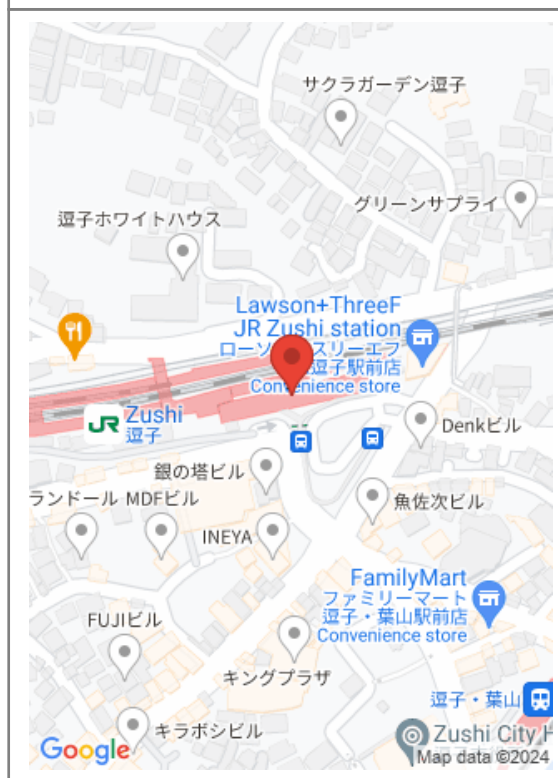 サクラガーデン逗子
グリーンサプライ
逗子ホワイトハウス
Lawson+ThreeF
JR Zushi station
ローソ
スリーエフ
逗子駅前店
Convenience store
JR
Zushi
逗子
Denkビル
銀の塔ビル
ランドール
MDFビル
魚佐次ビル
INEYA
FamilyMart
ファミリーマート
逗子・葉山駅前店
Convenience store
FUJIビル
キングプラザ
逗子・葉山
キラボシビル
Zushi City H
Google
Map data ©2024